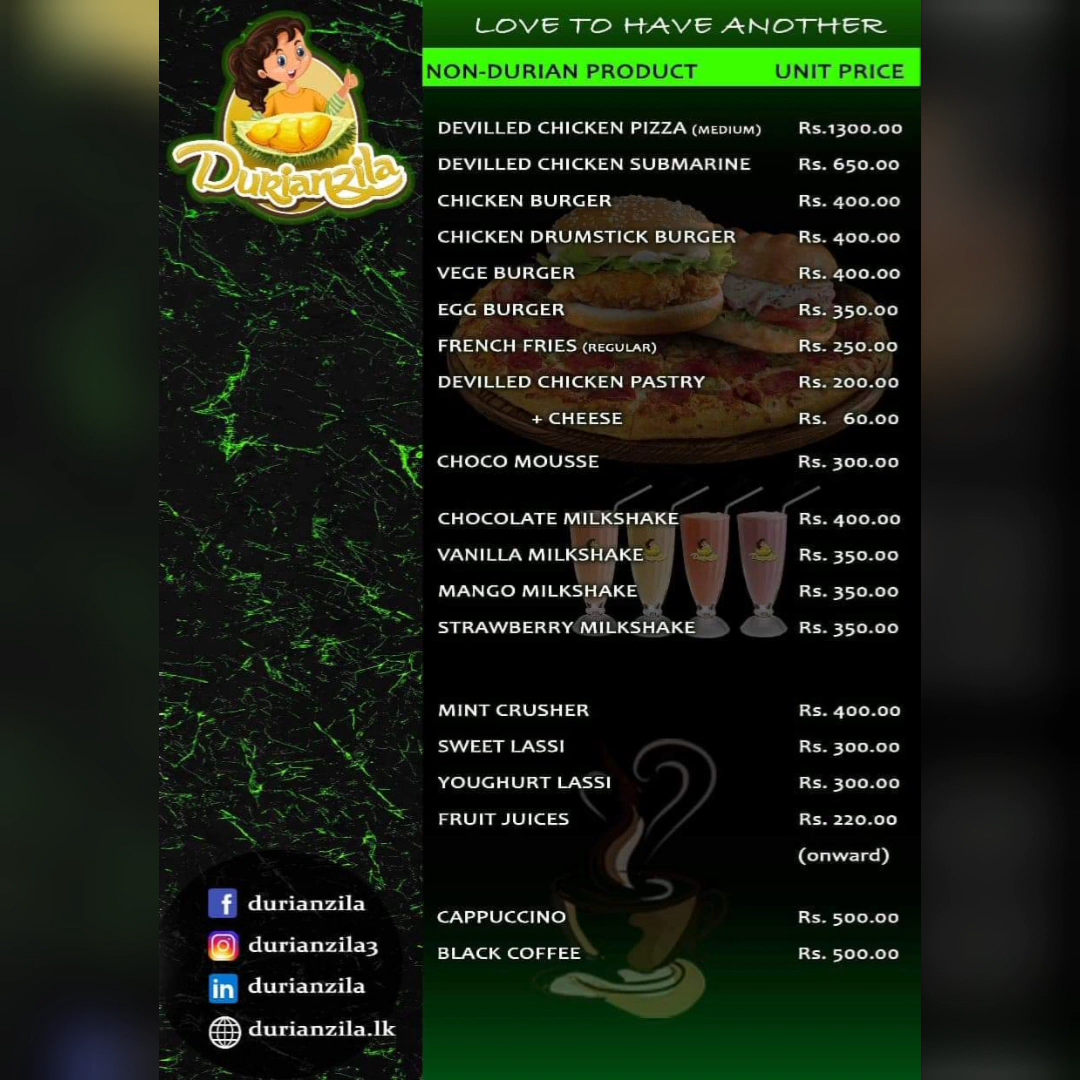 Durianzila
LOVE TO HAVE ANOTHER
NON-DURIAN PRODUCT UNIT PRICE
DEVILLED CHICKEN PIZZA (MEDIUM) Rs.1300.00
DEVILLED CHICKEN SUBMARINE Rs. 650.00
CHICKEN BURGER Rs. 400.00
CHICKEN DRUMSTICK BURGER Rs. 400.00
VEGE BURGER Rs. 400.00
EGG BURGER Rs. 350.00
FRENCH FRIES (REGULAR) Rs. 250.00
DEVILLED CHICKEN PASTRY Rs. 200.00
+ CHEESE Rs. 60.00
CHOCO MOUSSE Rs. 300.00
CHOCOLATE MILKSHAKE Rs. 400.00
VANILLA MILKSHAKE Rs. 350.00
MANGO MILKSHAKE Rs. 350.00
STRAWBERRY MILKSHAKE Rs. 350.00
MINT CRUSHER Rs. 400.00
SWEET LASSI Rs. 300.00
YOUGHURT LASSI Rs. 300.00
FRUIT JUICES Rs. 220.00
(onward)
CAPPUCCINO Rs. 500.00
BLACK COFFEE Rs. 500.00
durianzila
durianzila3
durianzila
durianzila.lk